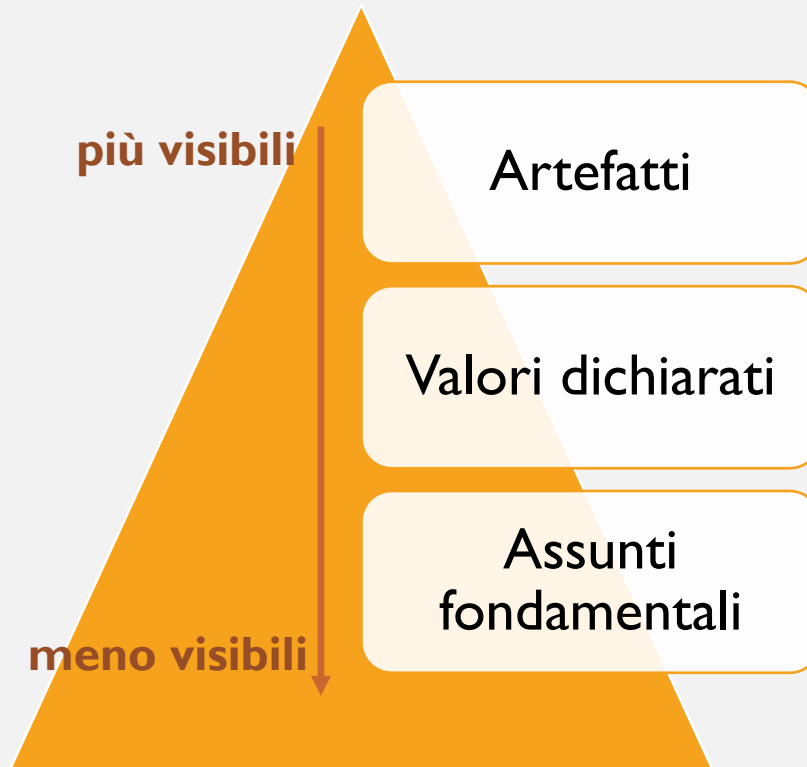 più visibili
Artefatti
Valori dichiarati
Assunti
fondamentali
meno visibili